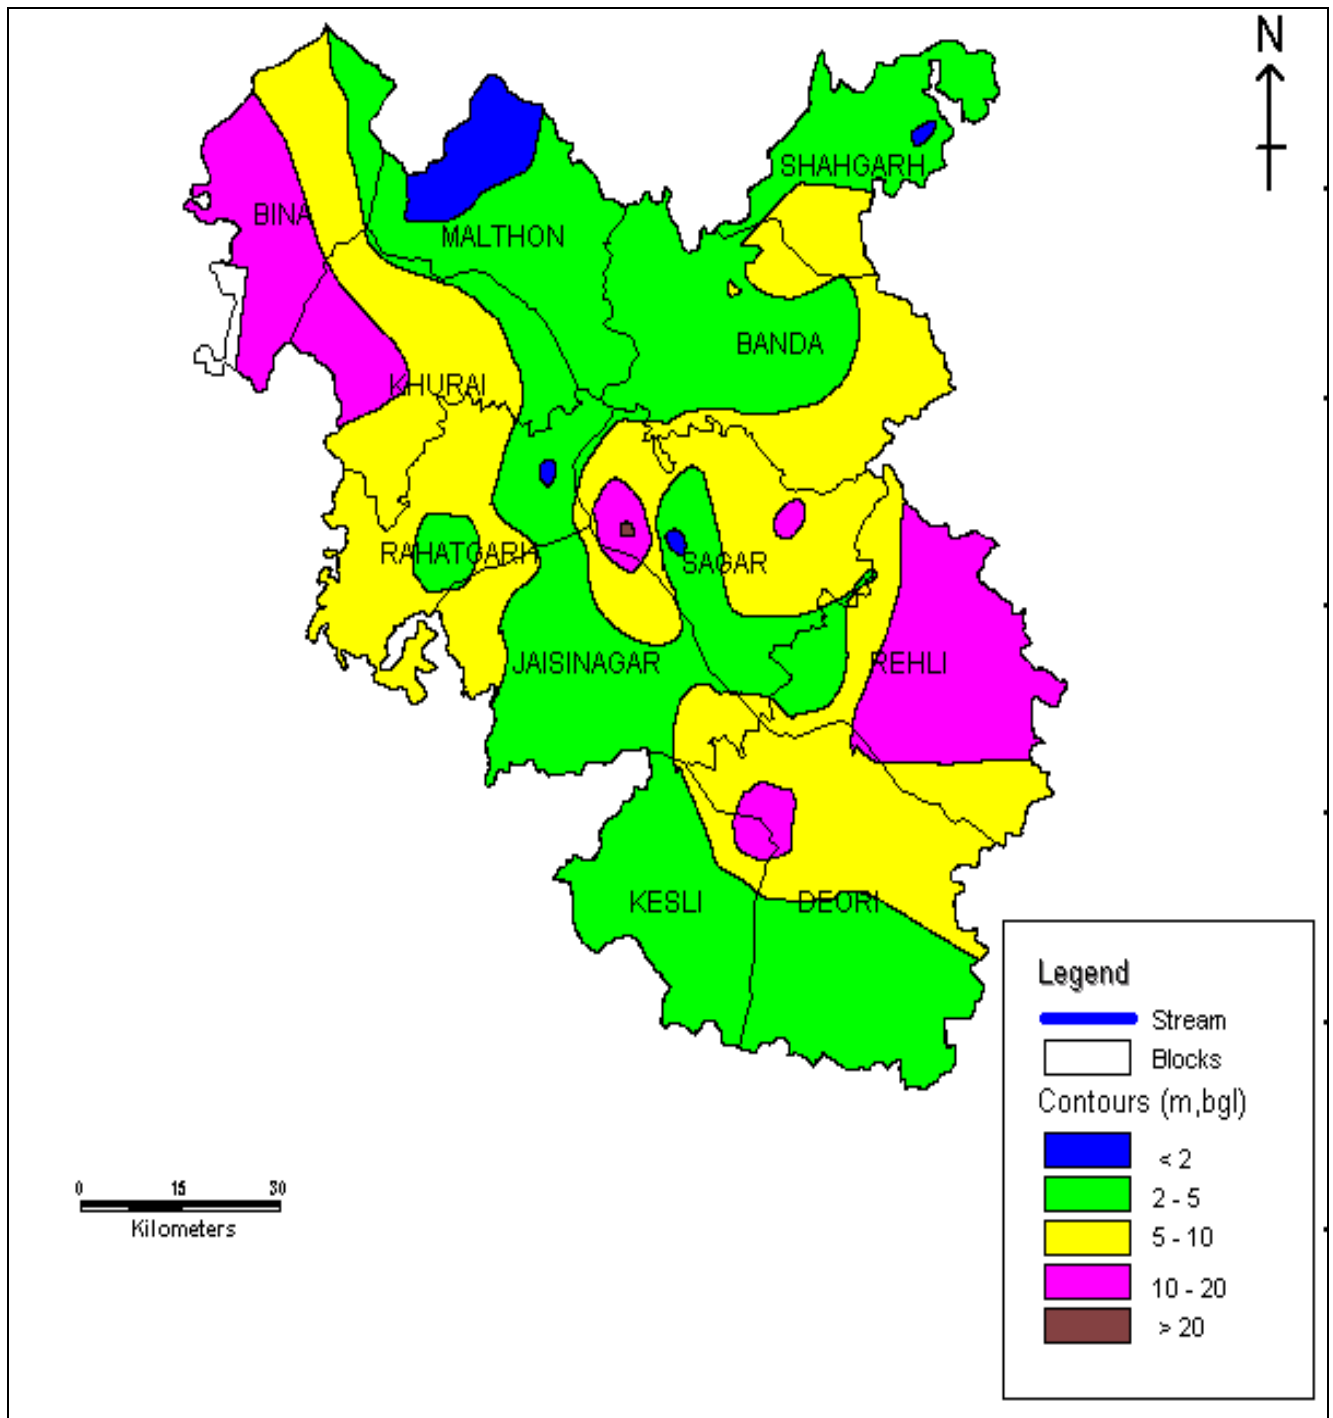 N
SHAHGARH
BINA
MALTHON
BANDA
KHURAI
RAHATGARH
SAGAR
JAISINAGAR
REHLI
KESLI
DEORI
Legend
Stream
Blocks
Contours (m,bgl)
< 2
2 - 5
5 - 10
10 - 20
> 20
0 15 30
Kilometers